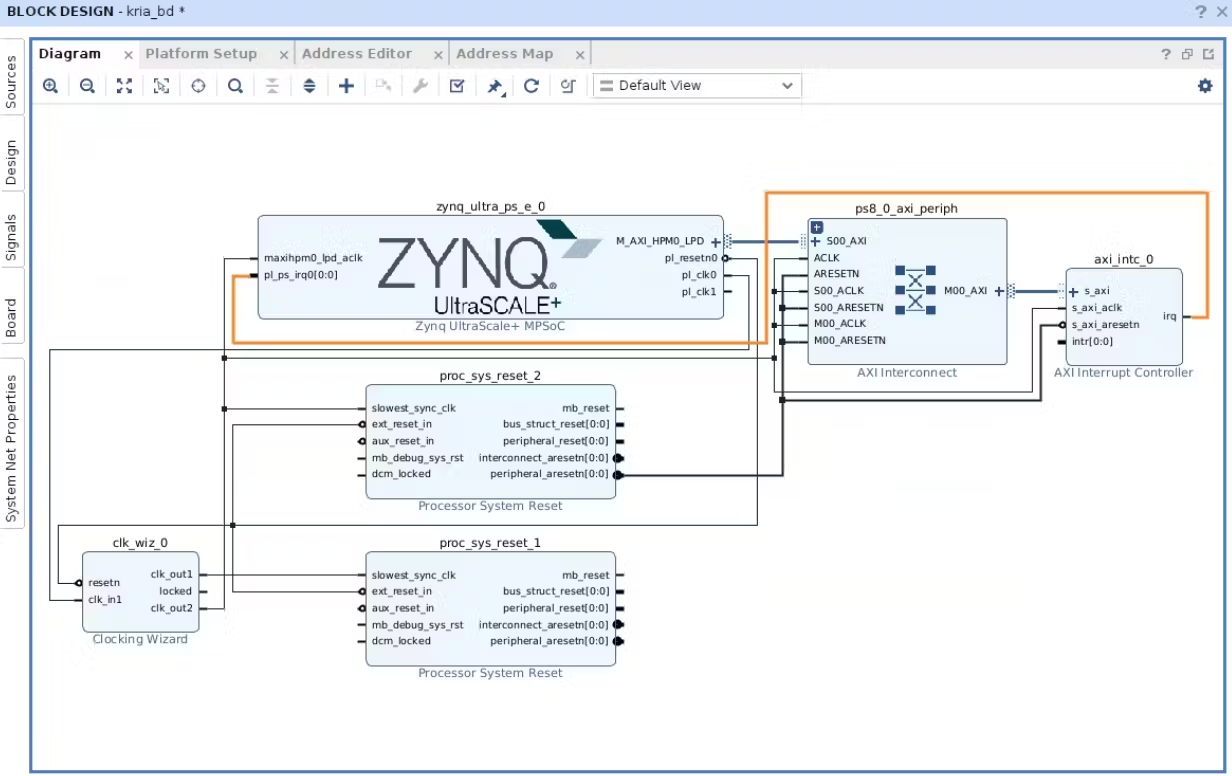 BLOCK DESIGN - kria_bd *
Sources
Design
Signals
Board
System Net Properties
Diagram
Platform Setup
Address Editor
Address Map
Default View
zynq_ultra_ps_e_0
maxihpm0_lpd_aclk
pl_ps_irq0[0:0]
ZYNQ
UltraSCALE+
M_AXI_HPM0_LPD
pl_resetn0
pl_clk0
pl_clk1
Zynq UltraScale+ MPSoC
ps8_0_axi_periph
S00_AXI
ACLK
ARESETN
S00_ACLK
S00_ARESETN
M00_ACLK
M00_ARESETN
M00_AXI
AXI Interconnect
axi_intc_0
s_axi
s_axi_aclk
s_axi_aresetn
intr[0:0]
irq
AXI Interrupt Controller
proc_sys_reset_2
slowest_sync_clk
ext_reset_in
aux_reset_in
mb_debug_sys_rst
dcm_locked
mb_reset
bus_struct_reset[0:0]
peripheral_reset[0:0]
interconnect_aresetn[0:0]
peripheral_aresetn[0:0]
Processor System Reset
clk_wiz_0
resetn
clk_in1
clk_out1
locked
clk_out2
Clocking Wizard
proc_sys_reset_1
slowest_sync_clk
ext_reset_in
aux_reset_in
mb_debug_sys_rst
dcm_locked
mb_reset
bus_struct_reset[0:0]
peripheral_reset[0:0]
interconnect_aresetn[0:0]
peripheral_aresetn[0:0]
Processor System Reset